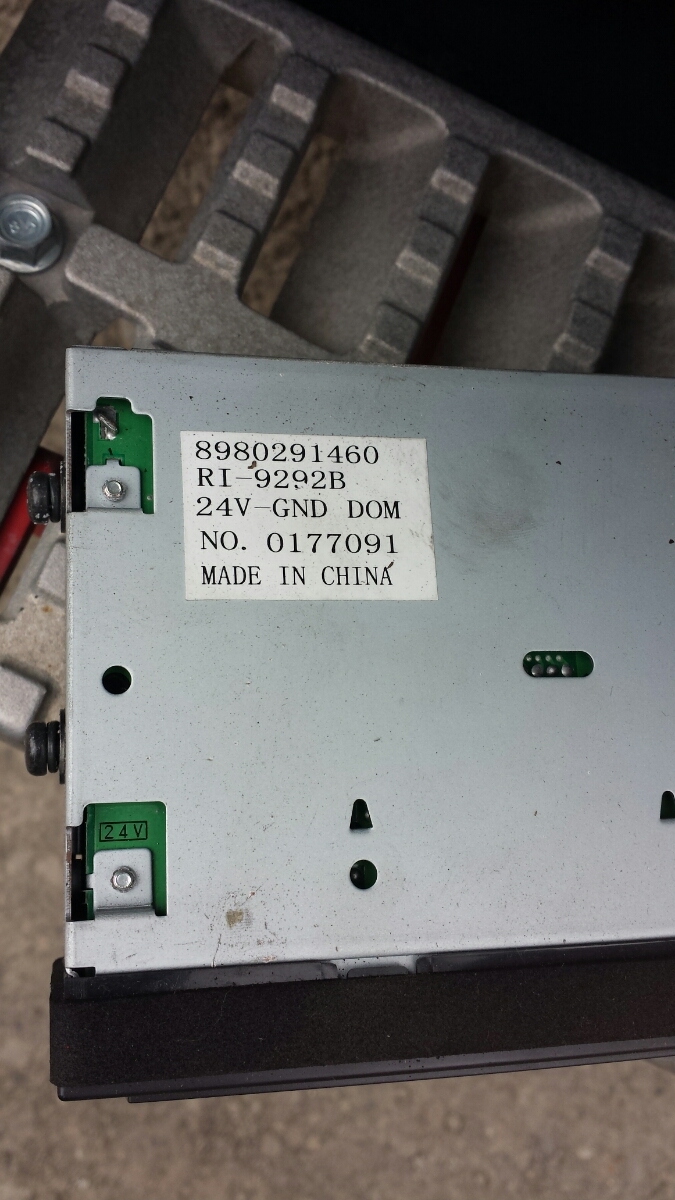 8980291460
RI-9292B
24V-GND DOM
NO. 0177091
MADE IN CHINA
24V